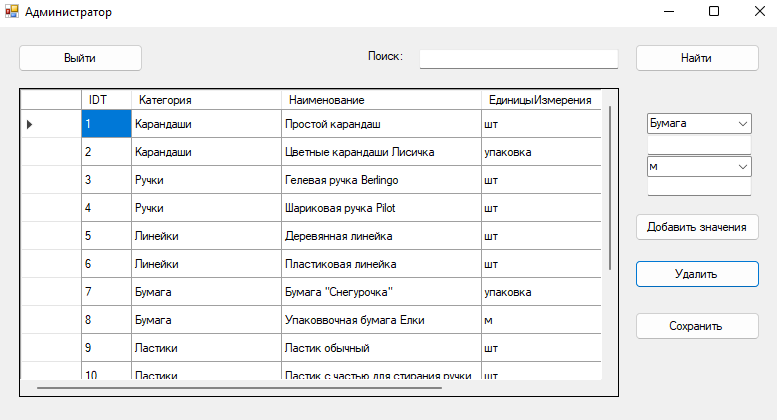 Администратор
Выйти Поиск: Найти
IDT Категория Наименование ЕдиницыИзмерения
1 Карандаши Простой карандаш шт
2 Карандаши Цветные карандаши Лисичка упаковка
3 Ручки Гелевая ручка Berlingo шт
4 Ручки Шариковая ручка Pilot шт
5 Линейки Деревянная линейка шт
6 Линейки Пластиковая линейка шт
7 Бумага Бумага "Снегурочка" упаковка
8 Бумага Упаковвочная бумага Елки м
9 Ластики Ластик обычный шт
10 Ластики Ластик с частью для стирания ручки шт
Бумага
м
Добавить значения
Удалить
Сохранить